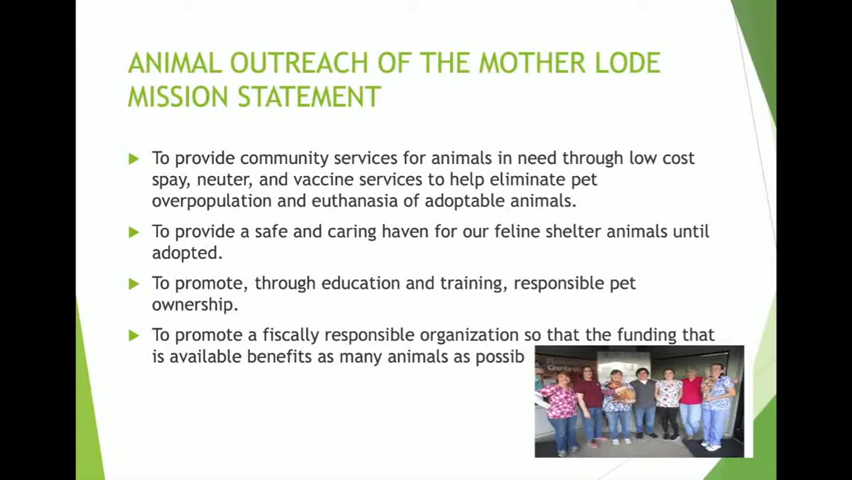 ANIMAL OUTREACH OF THE MOTHER LODE
MISSION STATEMENT
To provide community services for animals in need through low cost
spay, neuter, and vaccine services to help eliminate pet
overpopulation and euthanasia of adoptable animals.
To provide a safe and caring haven for our feline shelter animals until
adopted.
To promote, through education and training, responsible pet
ownership.
To promote a fiscally responsible organization so that the funding that
is available benefits as many animals as possib